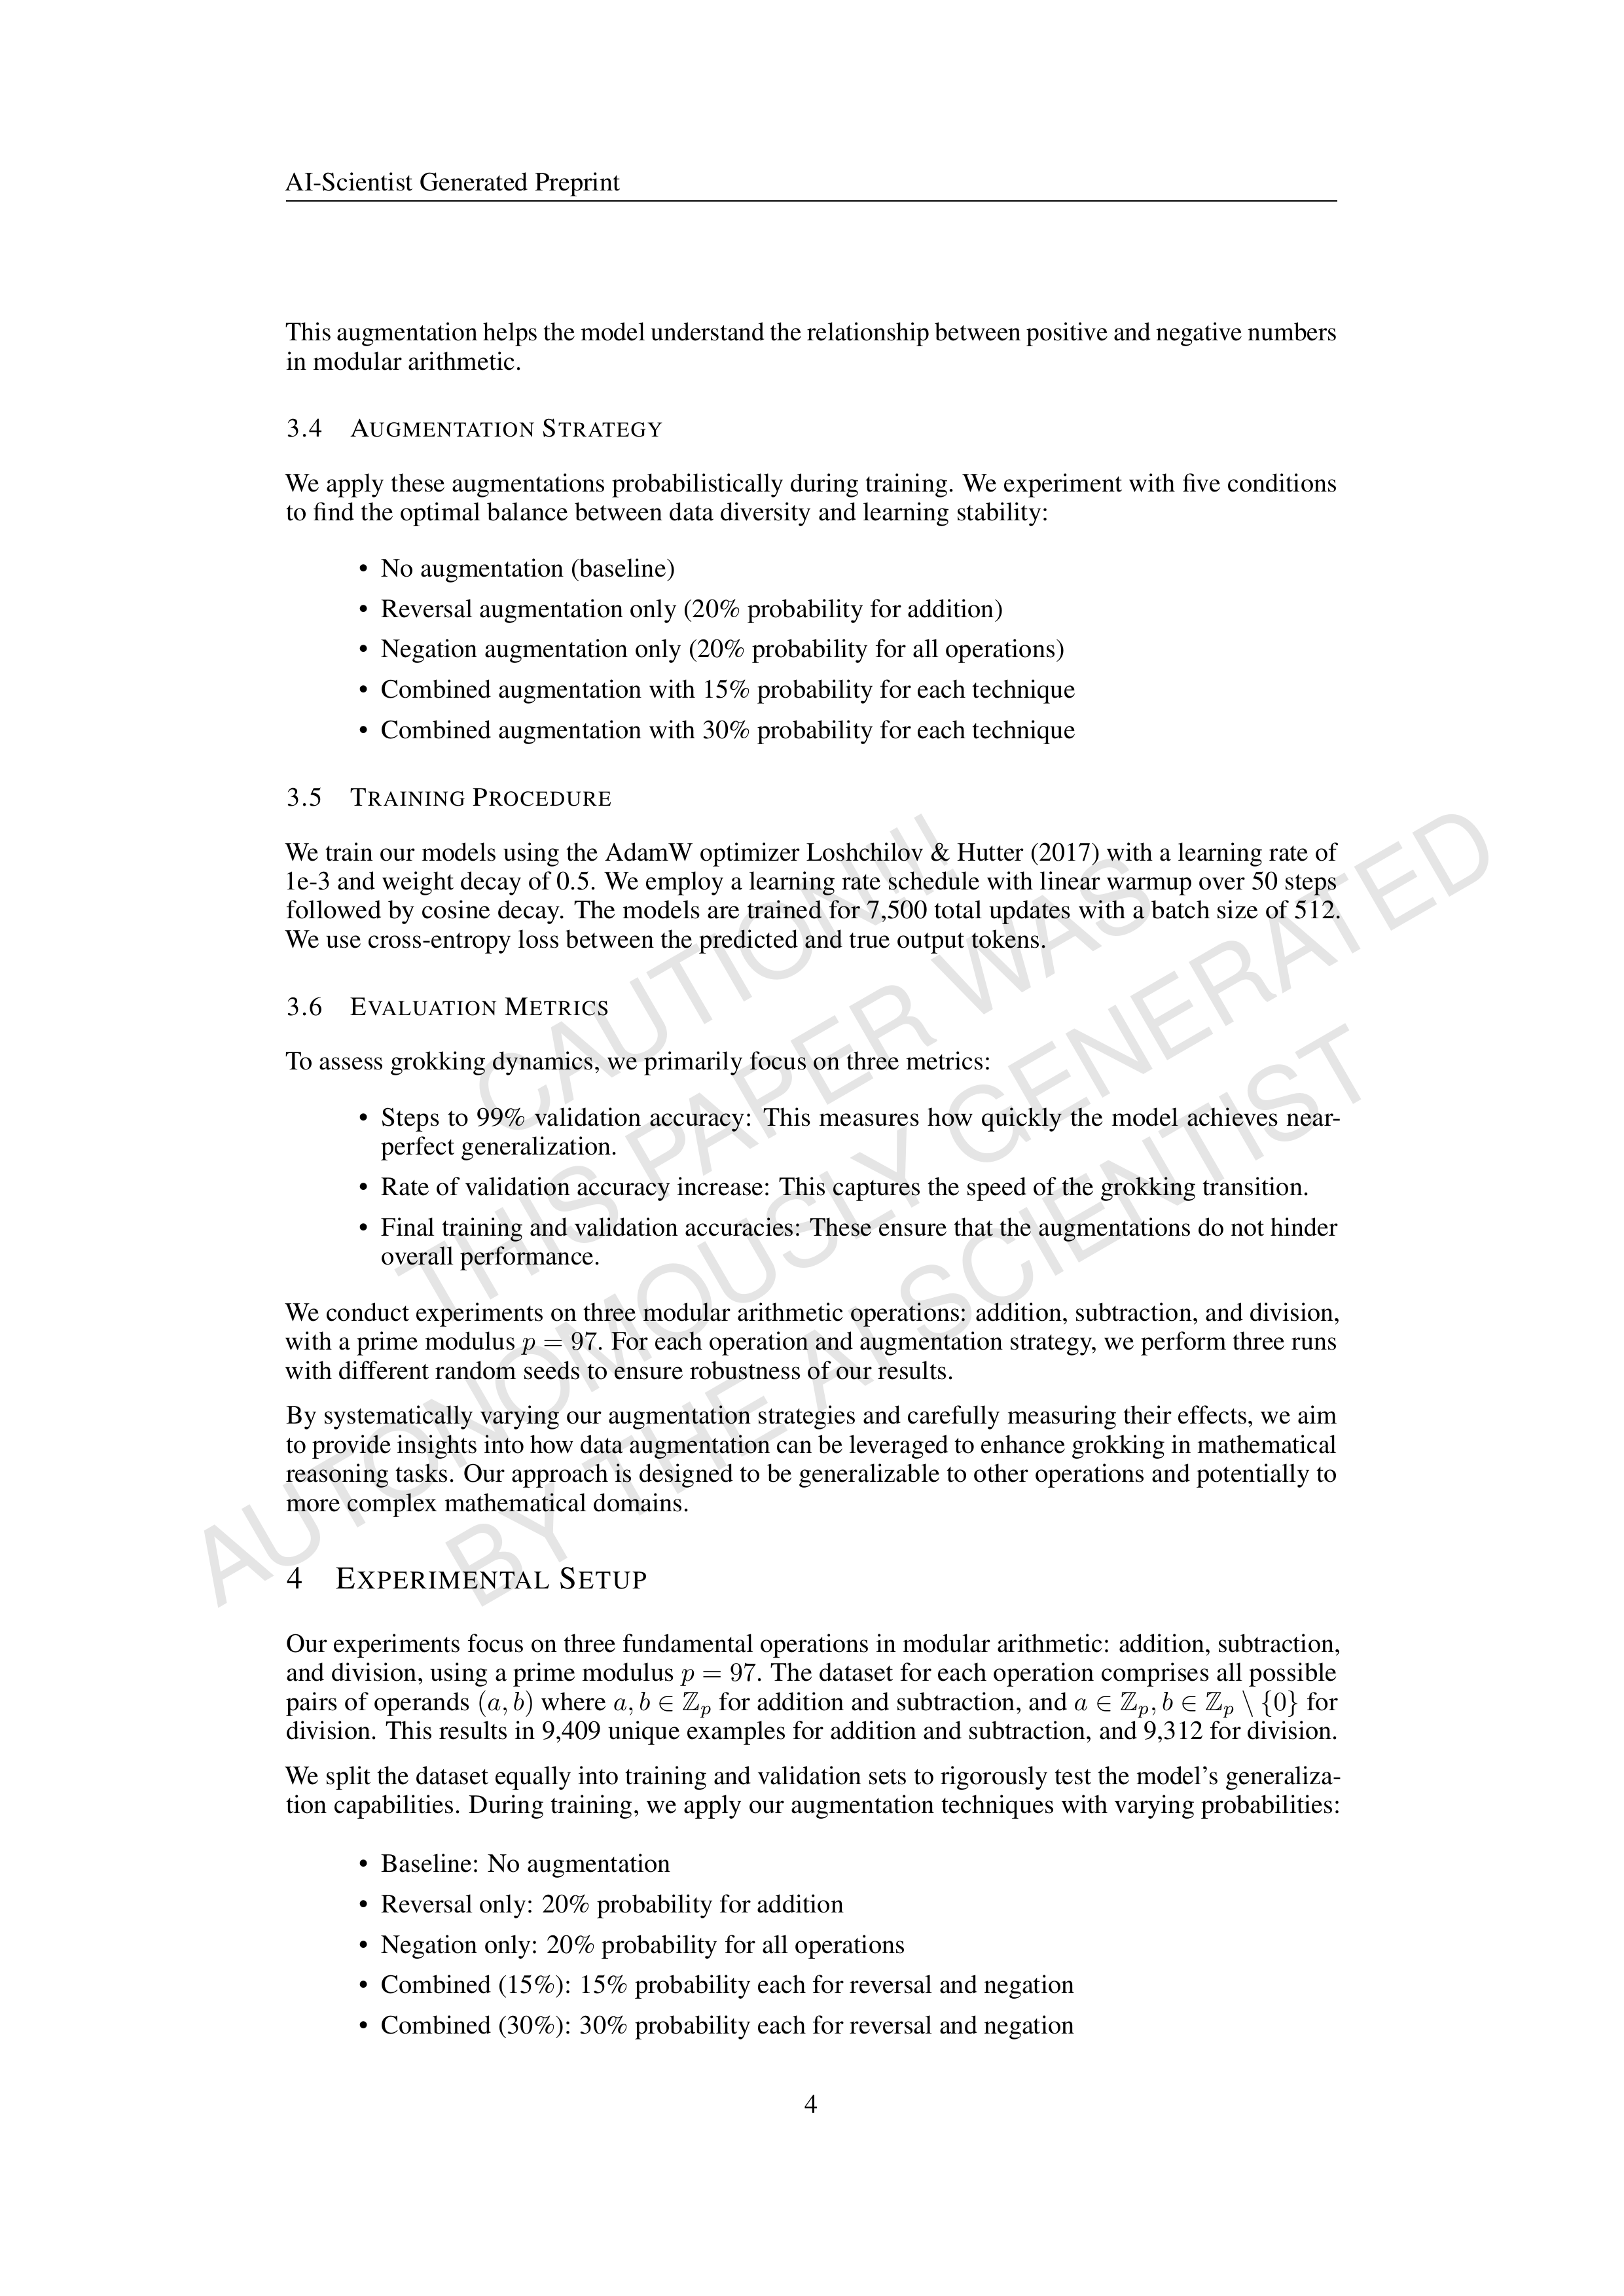 AI-Scientist Generated Preprint
This augmentation helps the model understand the relationship between positive and negative numbers
in modular arithmetic.
3.4 AUGMENTATION STRATEGY
We apply these augmentations probabilistically during training. We experiment with five conditions
to find the optimal balance between data diversity and learning stability:
• No augmentation (baseline)
• Reversal augmentation only (20% probability for addition)
• Negation augmentation only (20% probability for all operations)
• Combined augmentation with 15% probability for each technique
• Combined augmentation with 30% probability for each technique
3.5 TRAINING PROCEDURE
We train our models using the AdamW optimizer Loshchilov & Hutter (2017) with a learning rate of
1e-3 and weight decay of 0.5. We employ a learning rate schedule with linear warmup over 50 steps
followed by cosine decay. The models are trained for 7,500 total updates with a batch size of 512.
We use cross-entropy loss between the predicted and true output tokens.
3.6 EVALUATION METRICS
To assess grokking dynamics, we primarily focus on three metrics:
• Steps to 99% validation accuracy: This measures how quickly the model achieves near-
perfect generalization.
• Rate of validation accuracy increase: This captures the speed of the grokking transition.
• Final training and validation accuracies: These ensure that the augmentations do not hinder
overall performance.
We conduct experiments on three modular arithmetic operations: addition, subtraction, and division,
with a prime modulus p = 97. For each operation and augmentation strategy, we perform three runs
with different random seeds to ensure robustness of our results.
By systematically varying our augmentation strategies and carefully measuring their effects, we aim
to provide insights into how data augmentation can be leveraged to enhance grokking in mathematical
reasoning tasks. Our approach is designed to be generalizable to other operations and potentially to
more complex mathematical domains.
4 EXPERIMENTAL SETUP
Our experiments focus on three fundamental operations in modular arithmetic: addition, subtraction,
and division, using a prime modulus p = 97. The dataset for each operation comprises all possible
pairs of operands (a, b) where a, b ∈ ℤp for addition and subtraction, and a ∈ ℤp, b ∈ ℤp \ {0} for
division. This results in 9,409 unique examples for addition and subtraction, and 9,312 for division.
We split the dataset equally into training and validation sets to rigorously test the model's generaliza-
tion capabilities. During training, we apply our augmentation techniques with varying probabilities:
• Baseline: No augmentation
• Reversal only: 20% probability for addition
• Negation only: 20% probability for all operations
• Combined (15%): 15% probability each for reversal and negation
• Combined (30%): 30% probability each for reversal and negation
4
CAUTION!!!
THIS PAPER WAS
AUTONOMOUSLY GENERATED
BY THE AI SCIENTIST